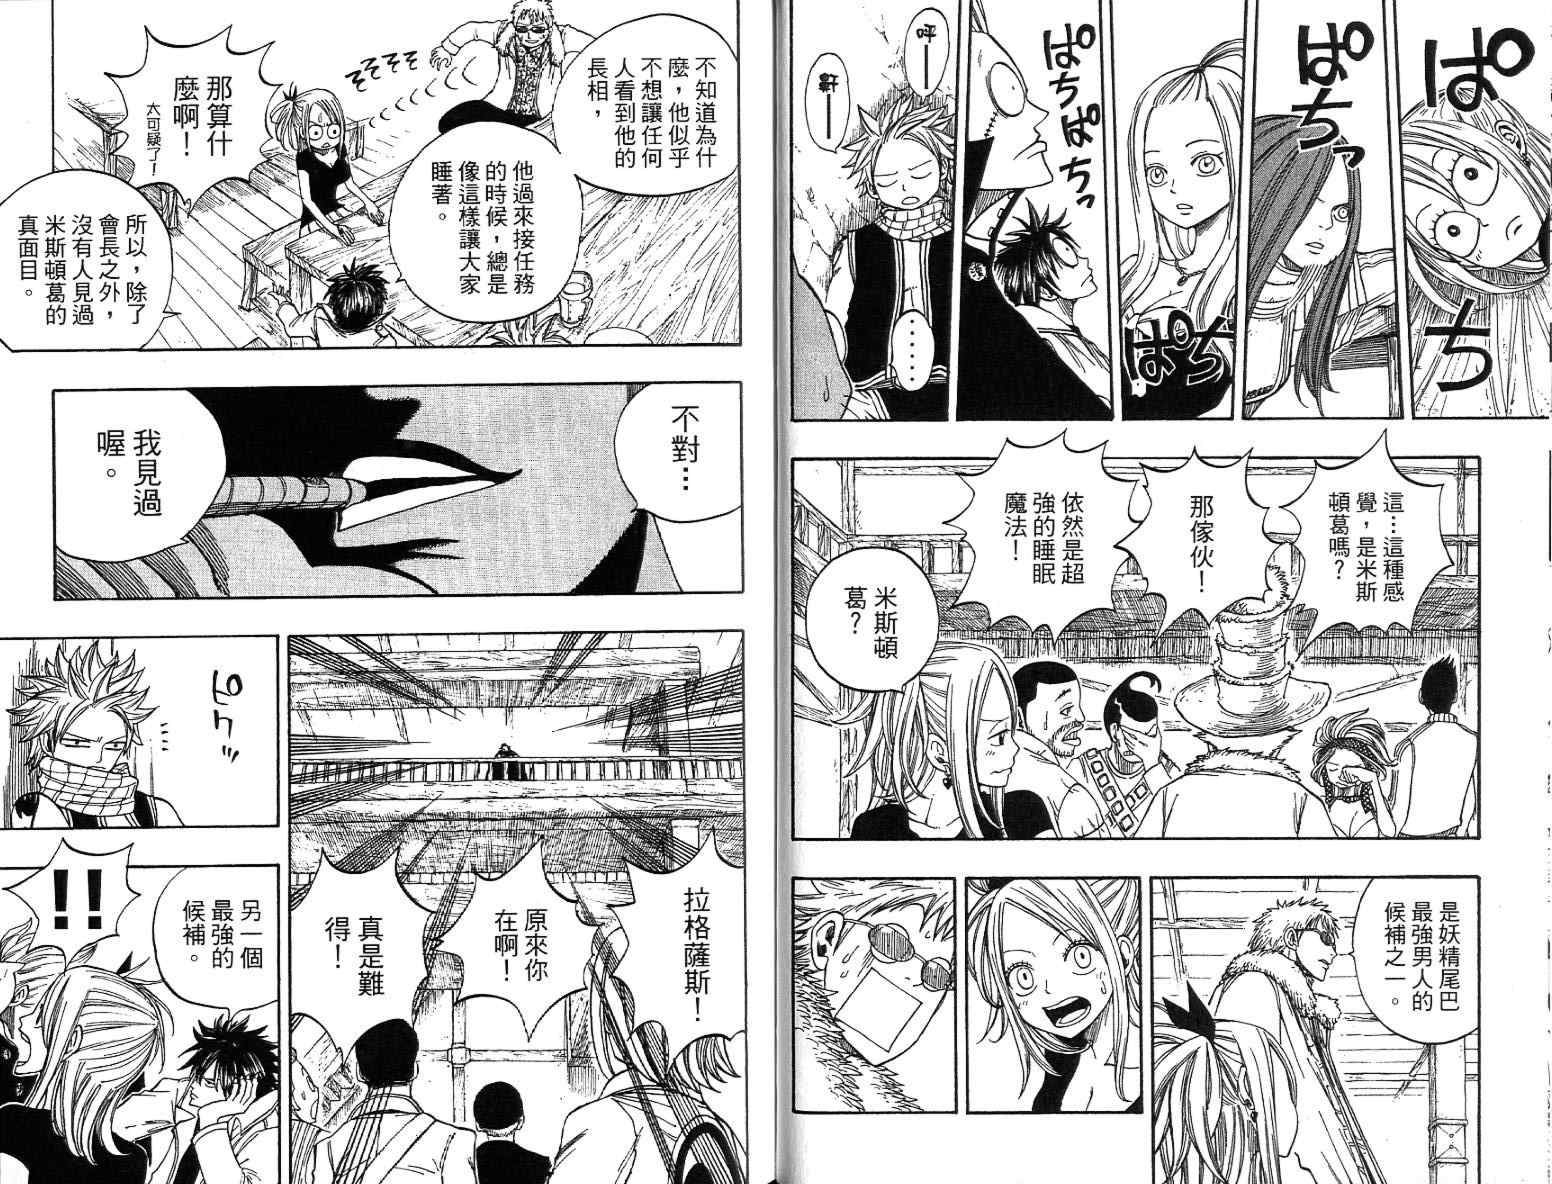 ぱ
ち
ぱ
ちっ
ぱち
ぱちぱちっ
呼——
鼾——
……
這…這種感
覺，是米斯
頓葛嗎？
那傢伙！
依然是超
強的睡眠
魔法！
米斯頓
葛？
是妖精尾巴
最強男人的
候補之一。
不知道為什
麼，他似乎
不想讓任何
人看到他的
長相，
他過來接任務
的時候，總是
像這樣讓大家
睡著。
そそそそ
那算什
麼啊！
太可疑了！
所以，除了
會長之外，
沒有人見過
米斯頓葛的
真面目。
不對…
我見過
喔。
拉格薩斯！
原來你
在啊！
真是難
得！
ピクッ
另一個
最強的
候補。
!!